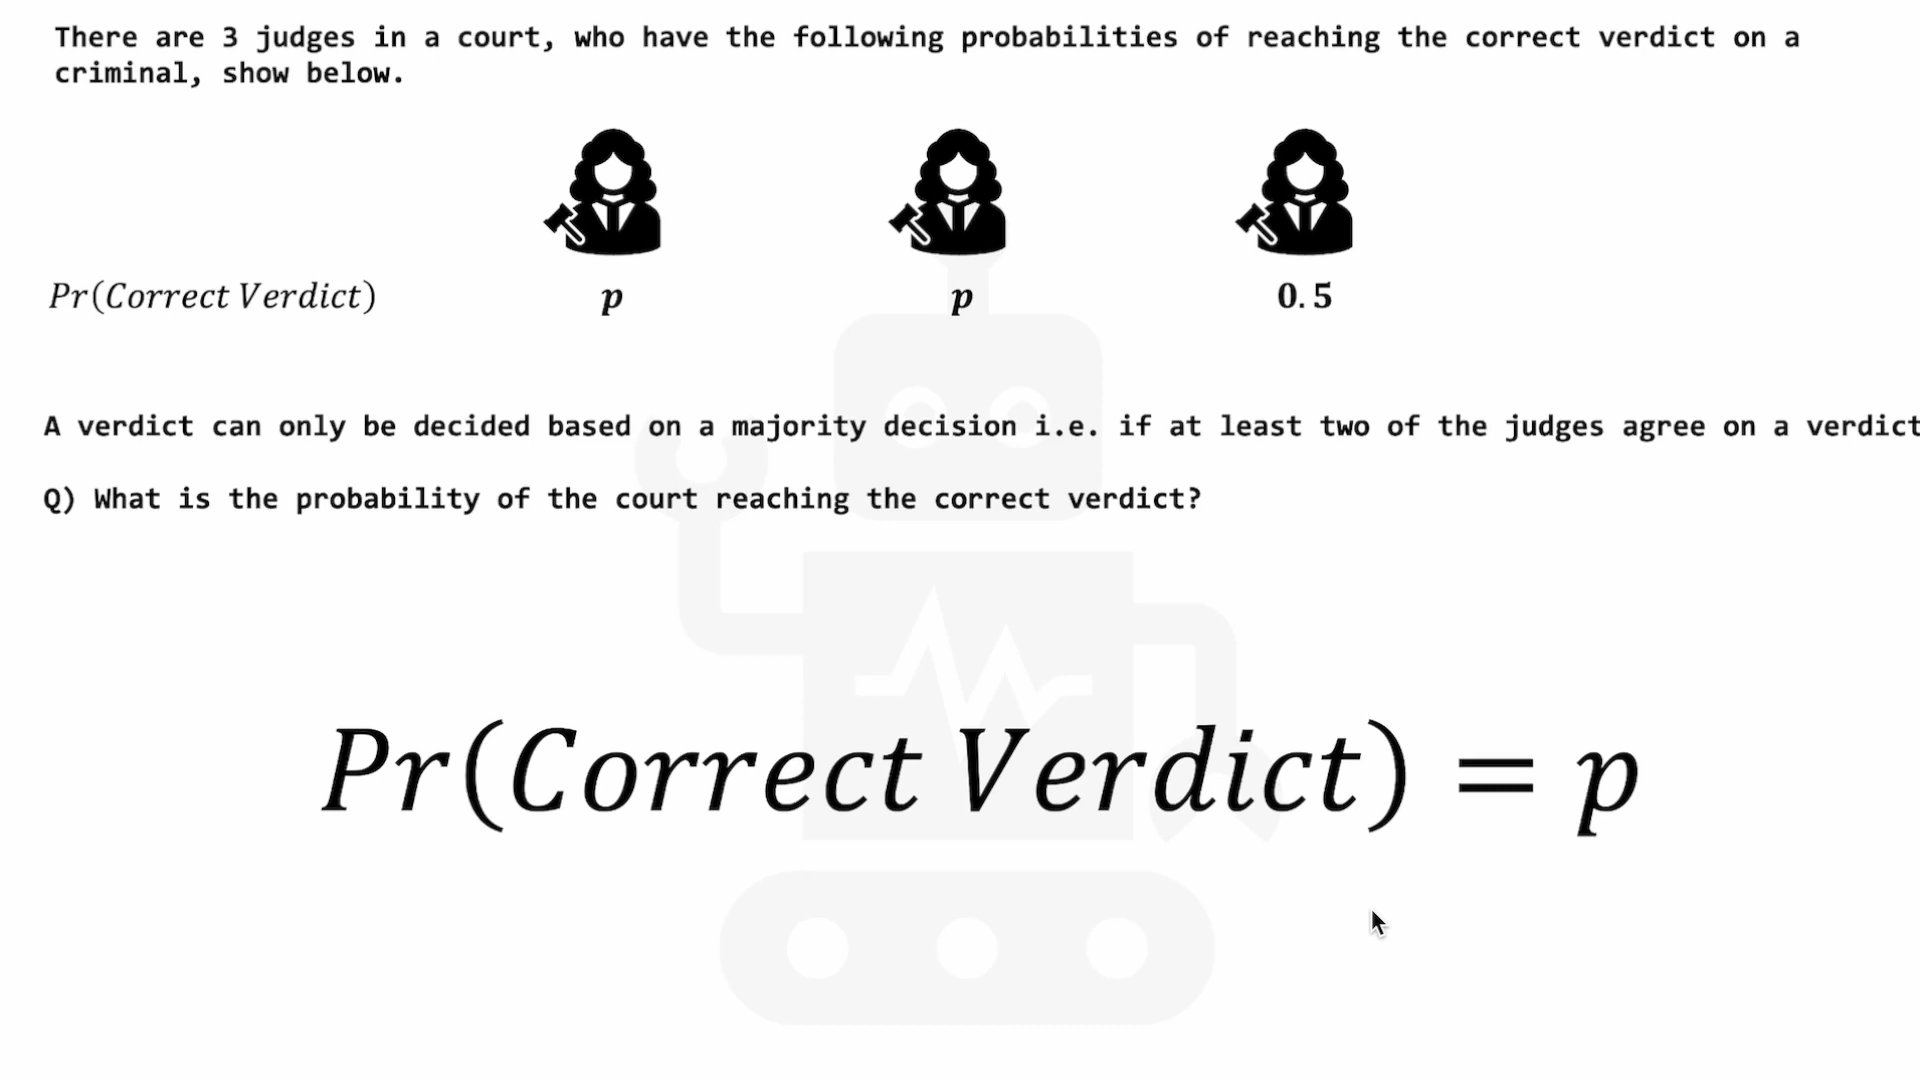 There are 3 judges in a court, who have the following probabilities of reaching the correct verdict on a
criminal, show below.
Pr(Correct Verdict) p p 0.5
A verdict can only be decided based on a majority decision i.e. if at least two of the judges agree on a verdict
Q) What is the probability of the court reaching the correct verdict?
Pr(Correct Verdict) = p